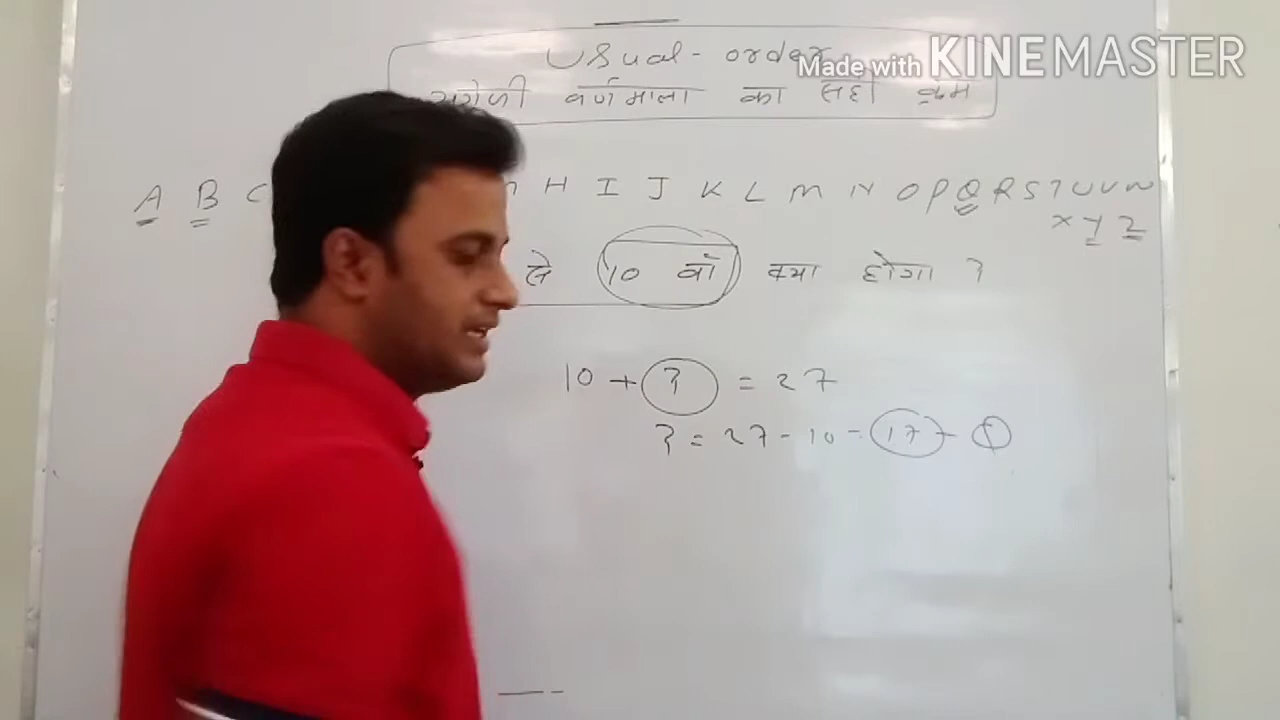 Usual-order
Made with KINEMASTER
वर्णमाला का सही क्रम
A B C H I J K L M N O P Q R S T U V W
X Y Z
से 10 वाँ क्या होगा ?
10 + ? = 27
? = 27 - 10 = 17 -